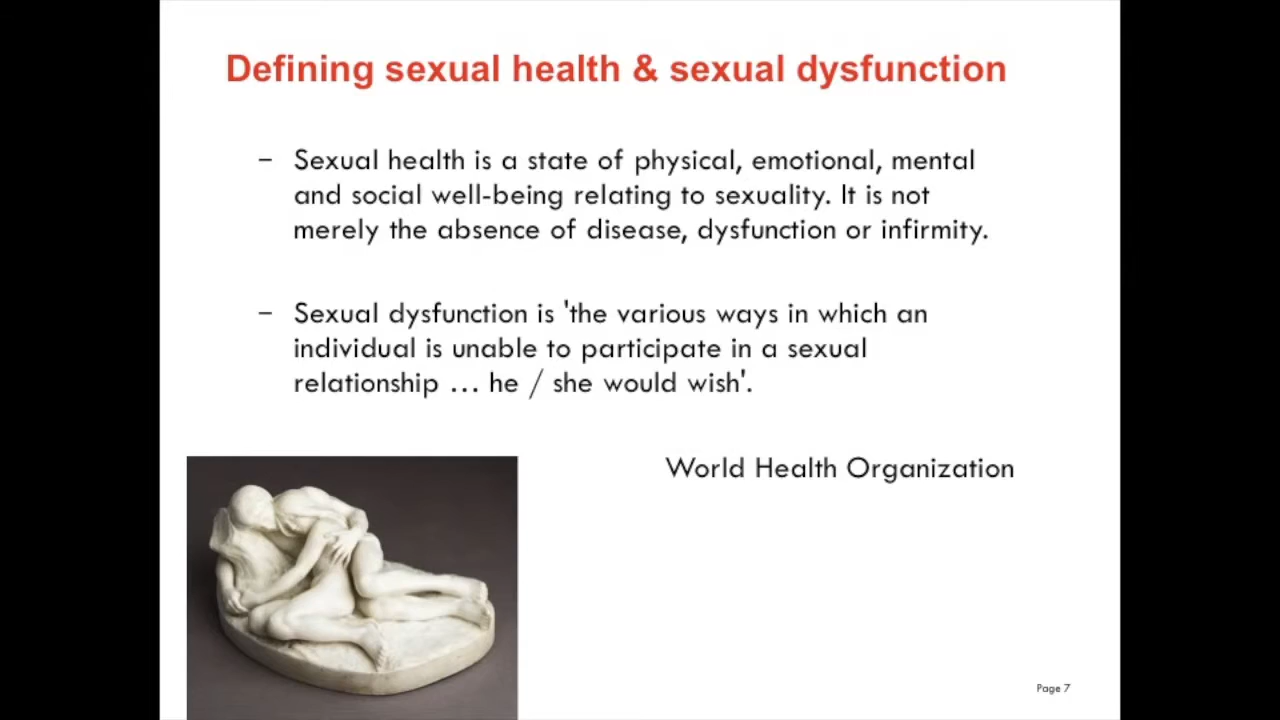 Defining sexual health & sexual dysfunction
– Sexual health is a state of physical, emotional, mental
and social well-being relating to sexuality. It is not
merely the absence of disease, dysfunction or infirmity.
– Sexual dysfunction is 'the various ways in which an
individual is unable to participate in a sexual
relationship … he / she would wish'.
World Health Organization
Page 7